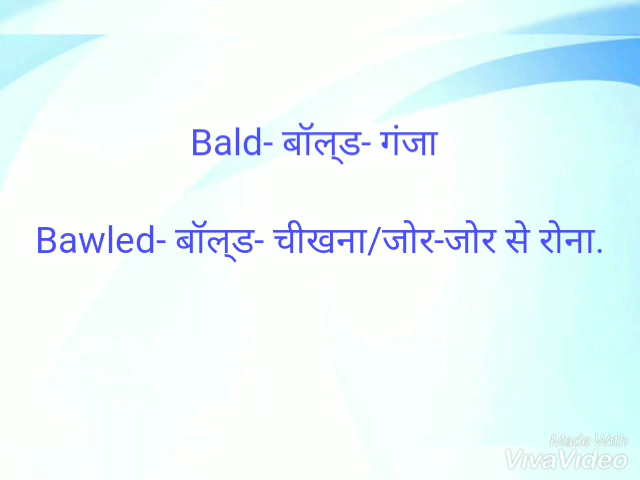 Bald- बॉल्ड- गंजा
Bawled- बॉल्ड- चीखना/जोर-जोर से रोना.
Made With
VivaVideo